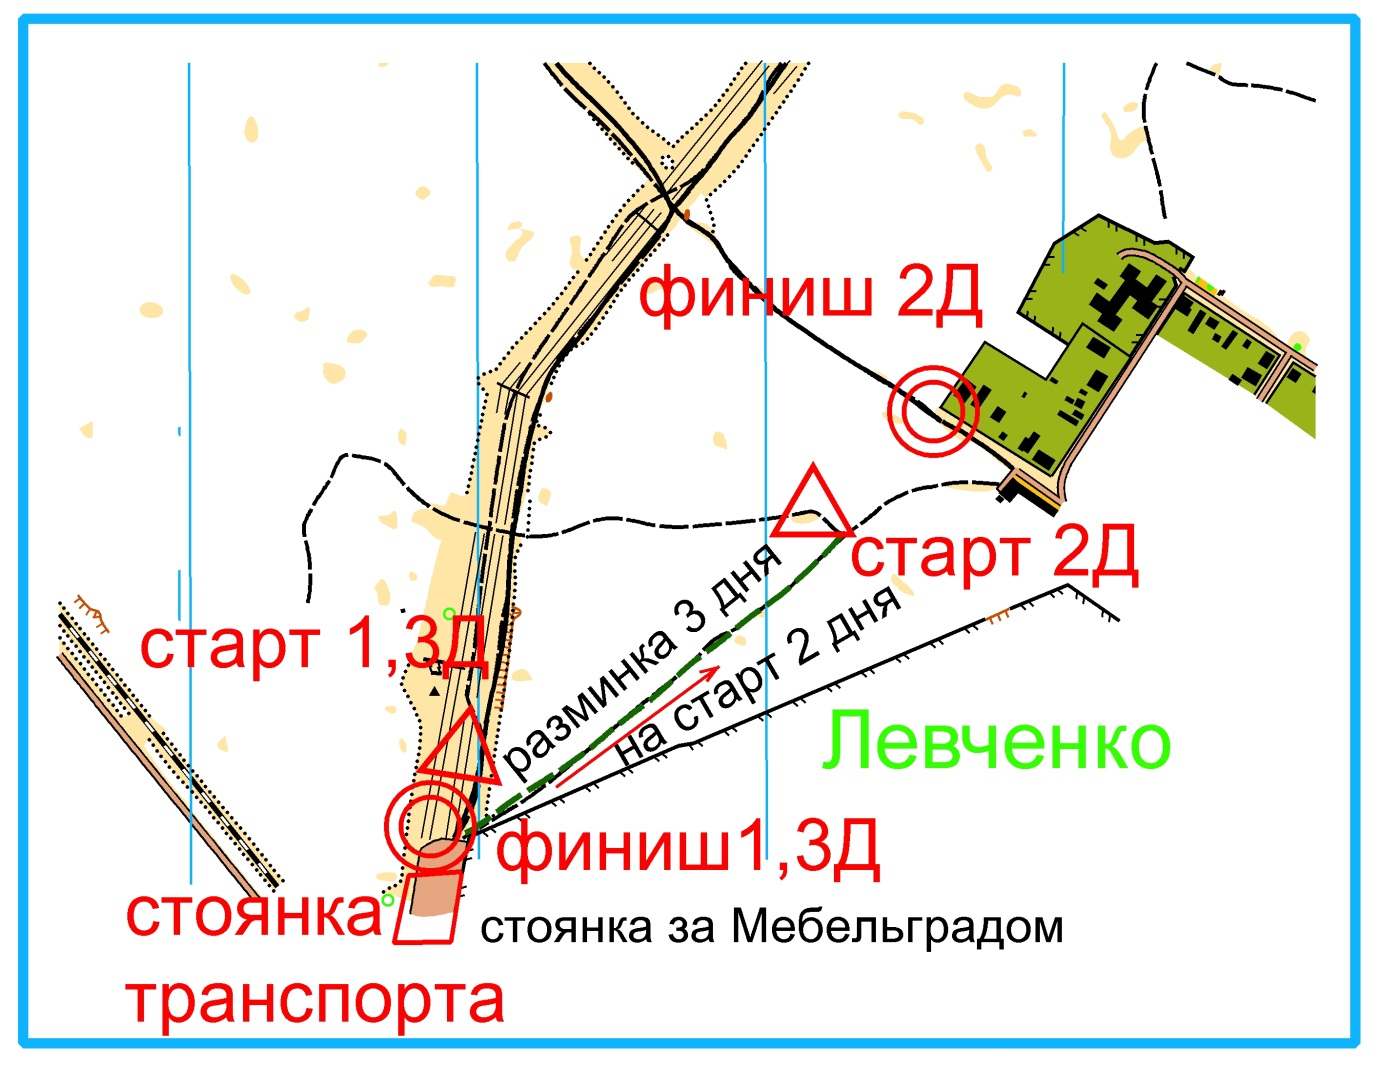 финиш 2Д
старт 2Д
разминка 3 дня
на старт 2 дня
старт 1,3Д
Левченко
финиш1,3Д
стоянка
транспорта
стоянка за Мебельградом